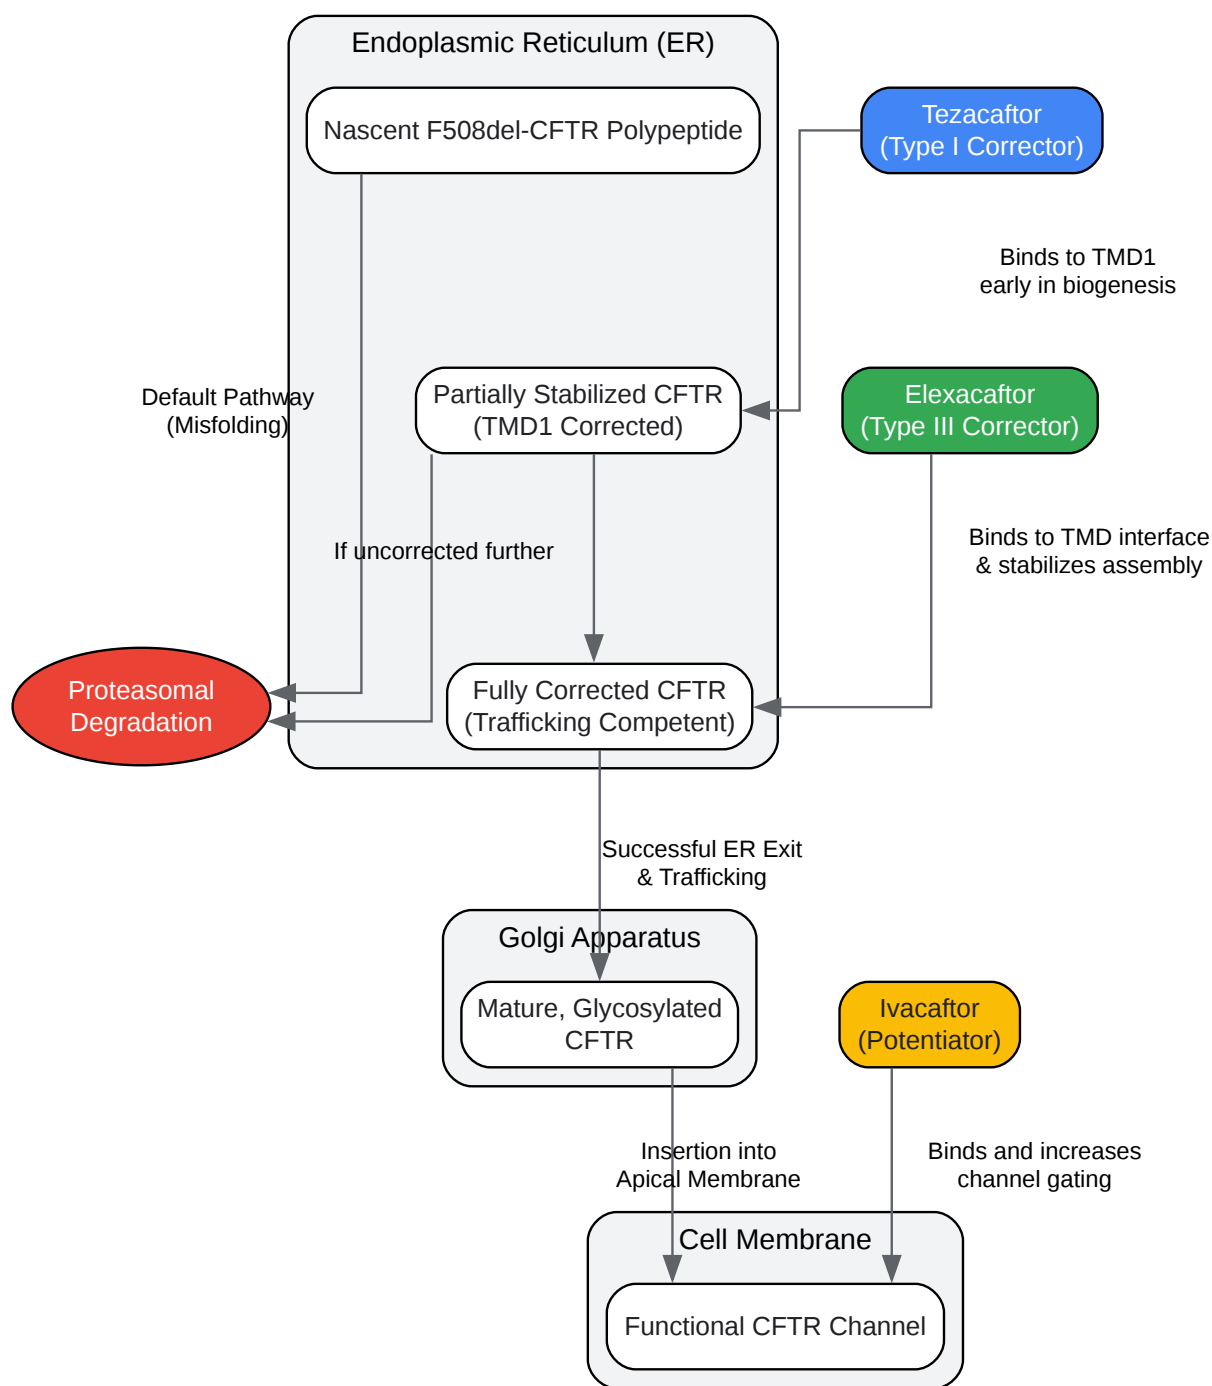 Endoplasmic Reticulum (ER)
Nascent F508del-CFTR Polypeptide
Tezacaftor
(Type I Corrector)
Binds to TMD1
early in biogenesis
Default Pathway
(Misfolding)
Partially Stabilized CFTR
(TMD1 Corrected)
Elexacaftor
(Type III Corrector)
If uncorrected further
Binds to TMD interface
& stabilizes assembly
Proteasomal
Degradation
Fully Corrected CFTR
(Trafficking Competent)
Successful ER Exit
& Trafficking
Golgi Apparatus
Mature, Glycosylated
CFTR
Ivacaftor
(Potentiator)
Insertion into
Apical Membrane
Binds and increases
channel gating
Cell Membrane
Functional CFTR Channel